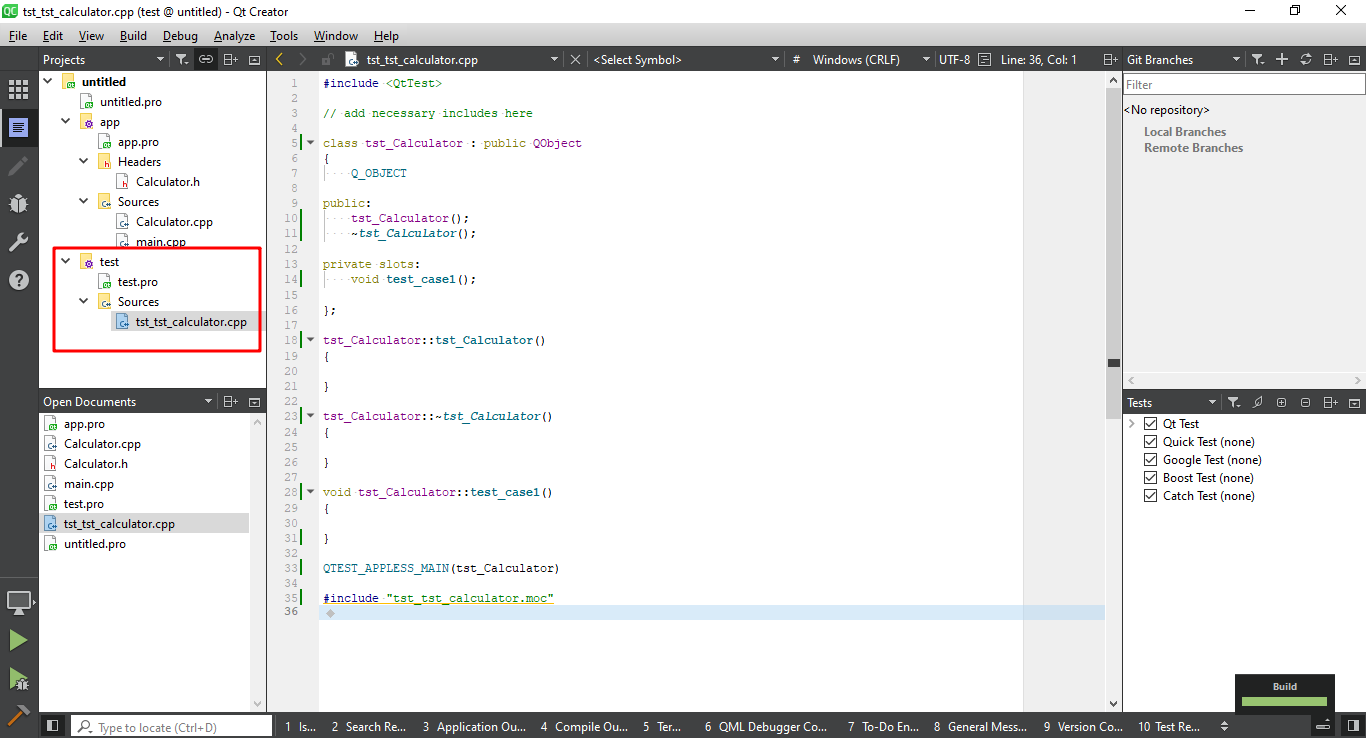 tst_tst_calculator.cpp (test @ untitled) - Qt Creator
File Edit View Build Debug Analyze Tools Window Help
Projects
tst_tst_calculator.cpp
<Select Symbol>
# Windows (CRLF)
UTF-8
Line: 36, Col: 1
Git Branches
untitled
untitled.pro
app
app.pro
Headers
Calculator.h
Sources
Calculator.cpp
main.cpp
test
test.pro
Sources
tst_tst_calculator.cpp
Open Documents
app.pro
Calculator.cpp
Calculator.h
main.cpp
test.pro
tst_tst_calculator.cpp
untitled.pro
1 #include <QtTest>
2
3 // add necessary includes here
4
5 class tst_Calculator : public QObject
6 {
7 Q_OBJECT
8
9 public:
10 tst_Calculator();
11 ~tst_Calculator();
12
13 private slots:
14 void test_case1();
15
16 };
17
18 tst_Calculator::tst_Calculator()
19 {
20
21 }
22
23 tst_Calculator::~tst_Calculator()
24 {
25
26 }
27
28 void tst_Calculator::test_case1()
29 {
30
31 }
32
33 QTEST_APPLESS_MAIN(tst_Calculator)
34
35 #include "tst_tst_calculator.moc"
36
Filter
<No repository>
Local Branches
Remote Branches
Tests
Qt Test
Quick Test (none)
Google Test (none)
Boost Test (none)
Catch Test (none)
Build
Type to locate (Ctrl+D)
1 Is... 2 Search Re... 3 Application Ou... 4 Compile Ou... 5 Ter... 6 QML Debugger Co... 7 To-Do En... 8 General Mess... 9 Version Co... 10 Test Re...